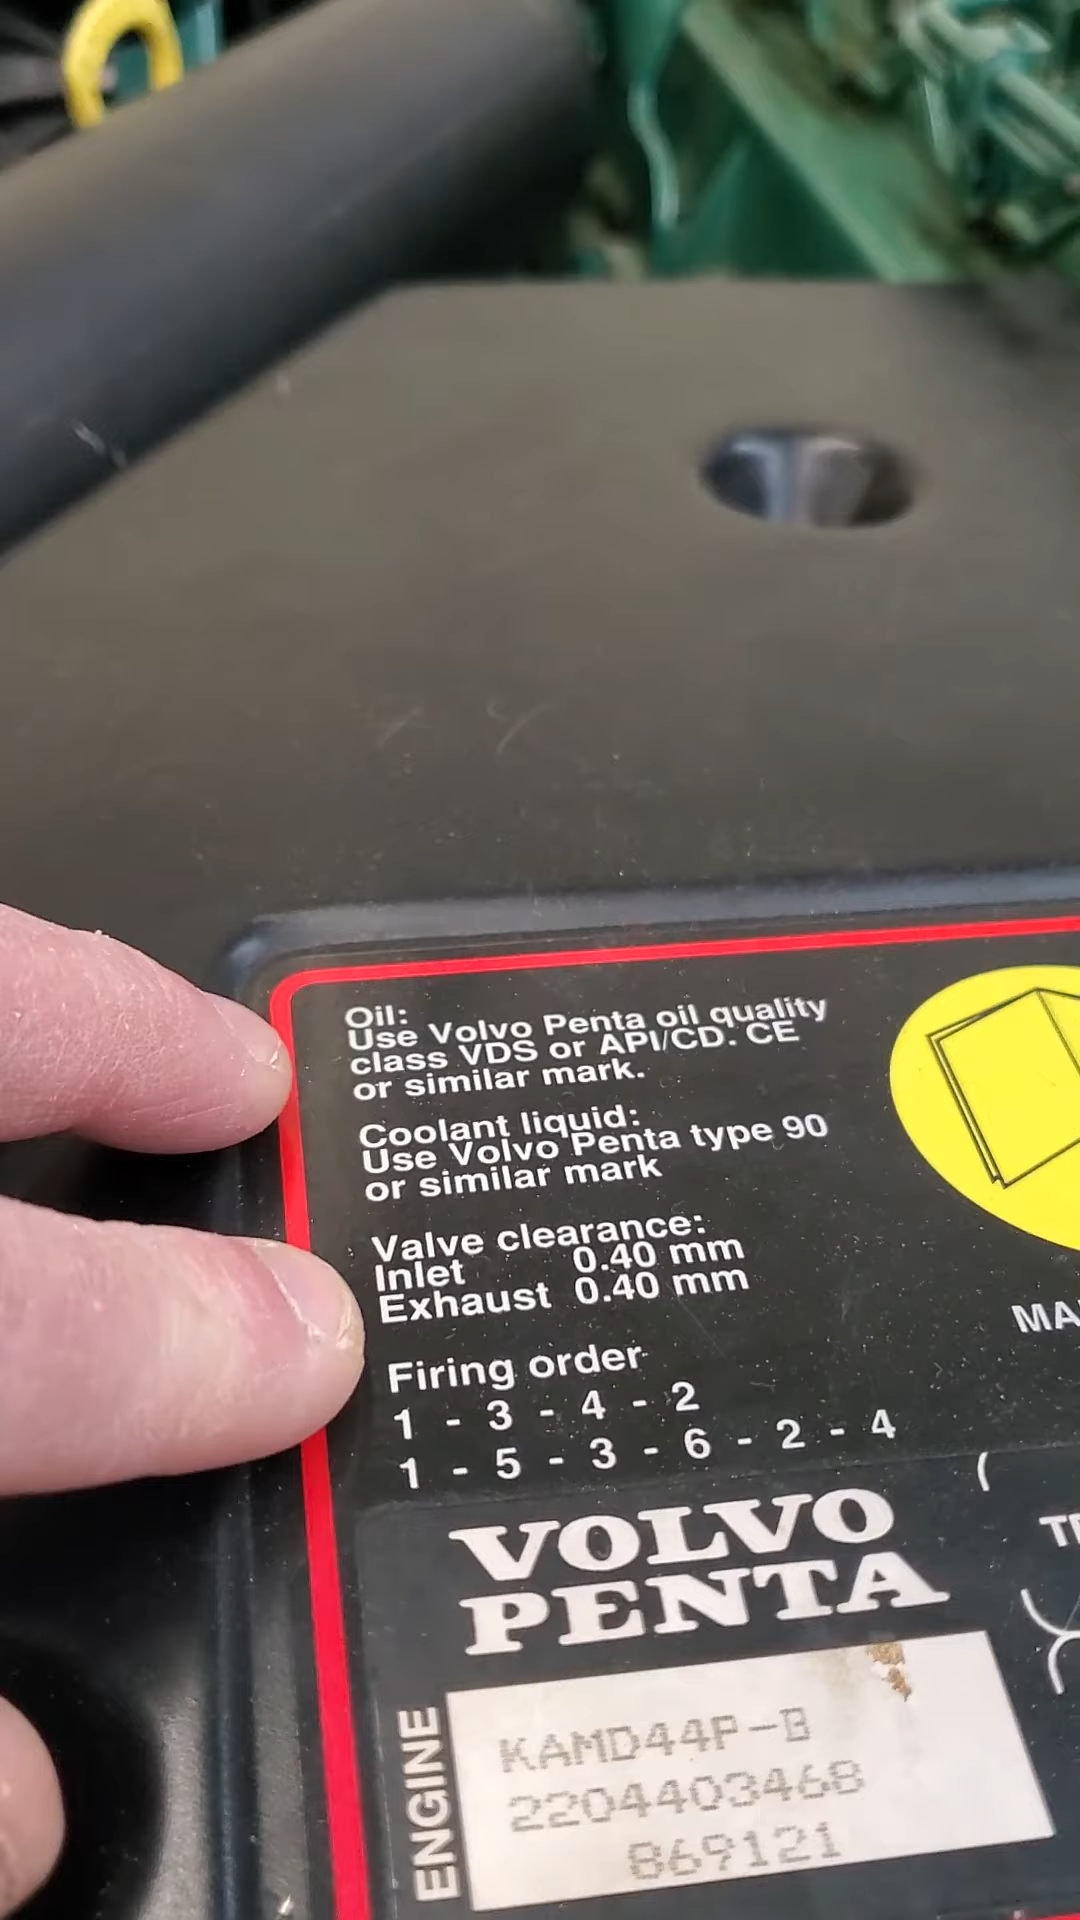 Oil:
Use Volvo Penta oil quality
class VDS or API/CD. CE
or similar mark.
Coolant liquid:
Use Volvo Penta type 90
or similar mark
Valve clearance:
Inlet 0.40 mm
Exhaust 0.40 mm
Firing order
1 - 3 - 4 - 2
1 - 5 - 3 - 6 - 2 - 4
VOLVO
PENTA
ENGINE
KAMD44P-B
2204403468
869121